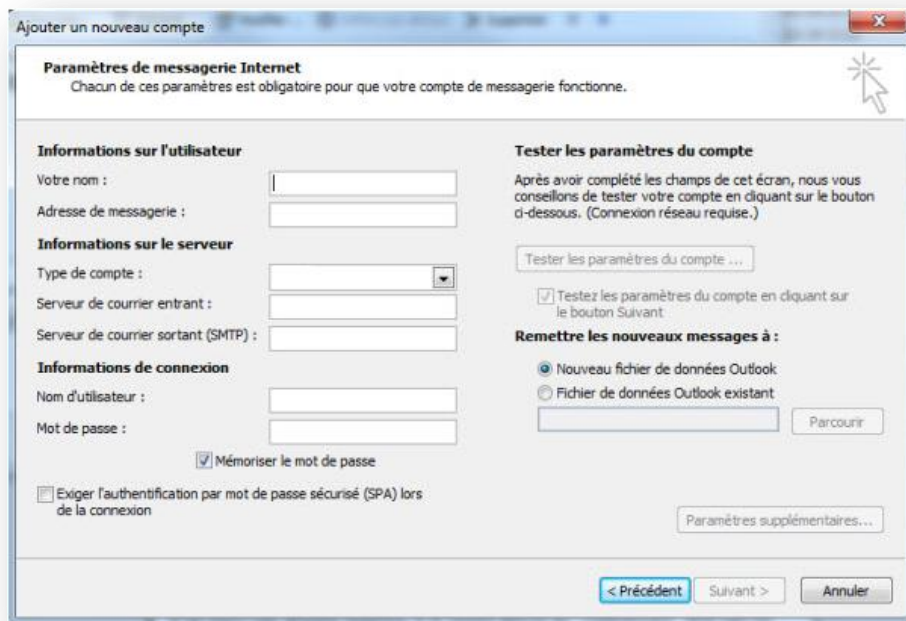 Ajouter un nouveau compte
Paramètres de messagerie Internet
Chacun de ces paramètres est obligatoire pour que votre compte de messagerie fonctionne.
Informations sur l'utilisateur
Votre nom :
Adresse de messagerie :
Informations sur le serveur
Type de compte :
Serveur de courrier entrant :
Serveur de courrier sortant (SMTP) :
Informations de connexion
Nom d'utilisateur :
Mot de passe :
Mémoriser le mot de passe
Exiger l'authentification par mot de passe sécurisé (SPA) lors
de la connexion
Tester les paramètres du compte
Après avoir complété les champs de cet écran, nous vous
conseillons de tester votre compte en cliquant sur le bouton
ci-dessous. (Connexion réseau requise.)
Tester les paramètres du compte ...
Testez les paramètres du compte en cliquant sur
le bouton Suivant
Remettre les nouveaux messages à :
Nouveau fichier de données Outlook
Fichier de données Outlook existant
Parcourir
Paramètres supplémentaires...
< Précédent
Suivant >
Annuler